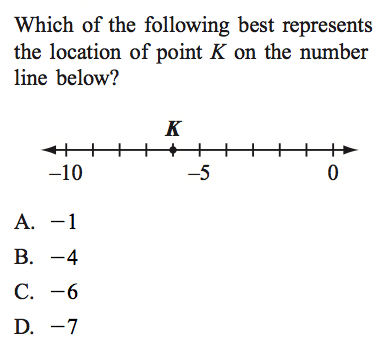 Which of the following best represents
the location of point K on the number
line below?
K
−10 −5 0
A. −1
B. −4
C. −6
D. −7